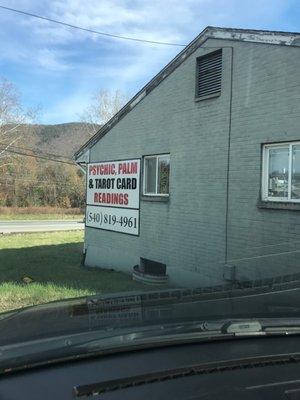 PSYCHIC, PALM
& TAROT CARD
READINGS
(540) 819-4961